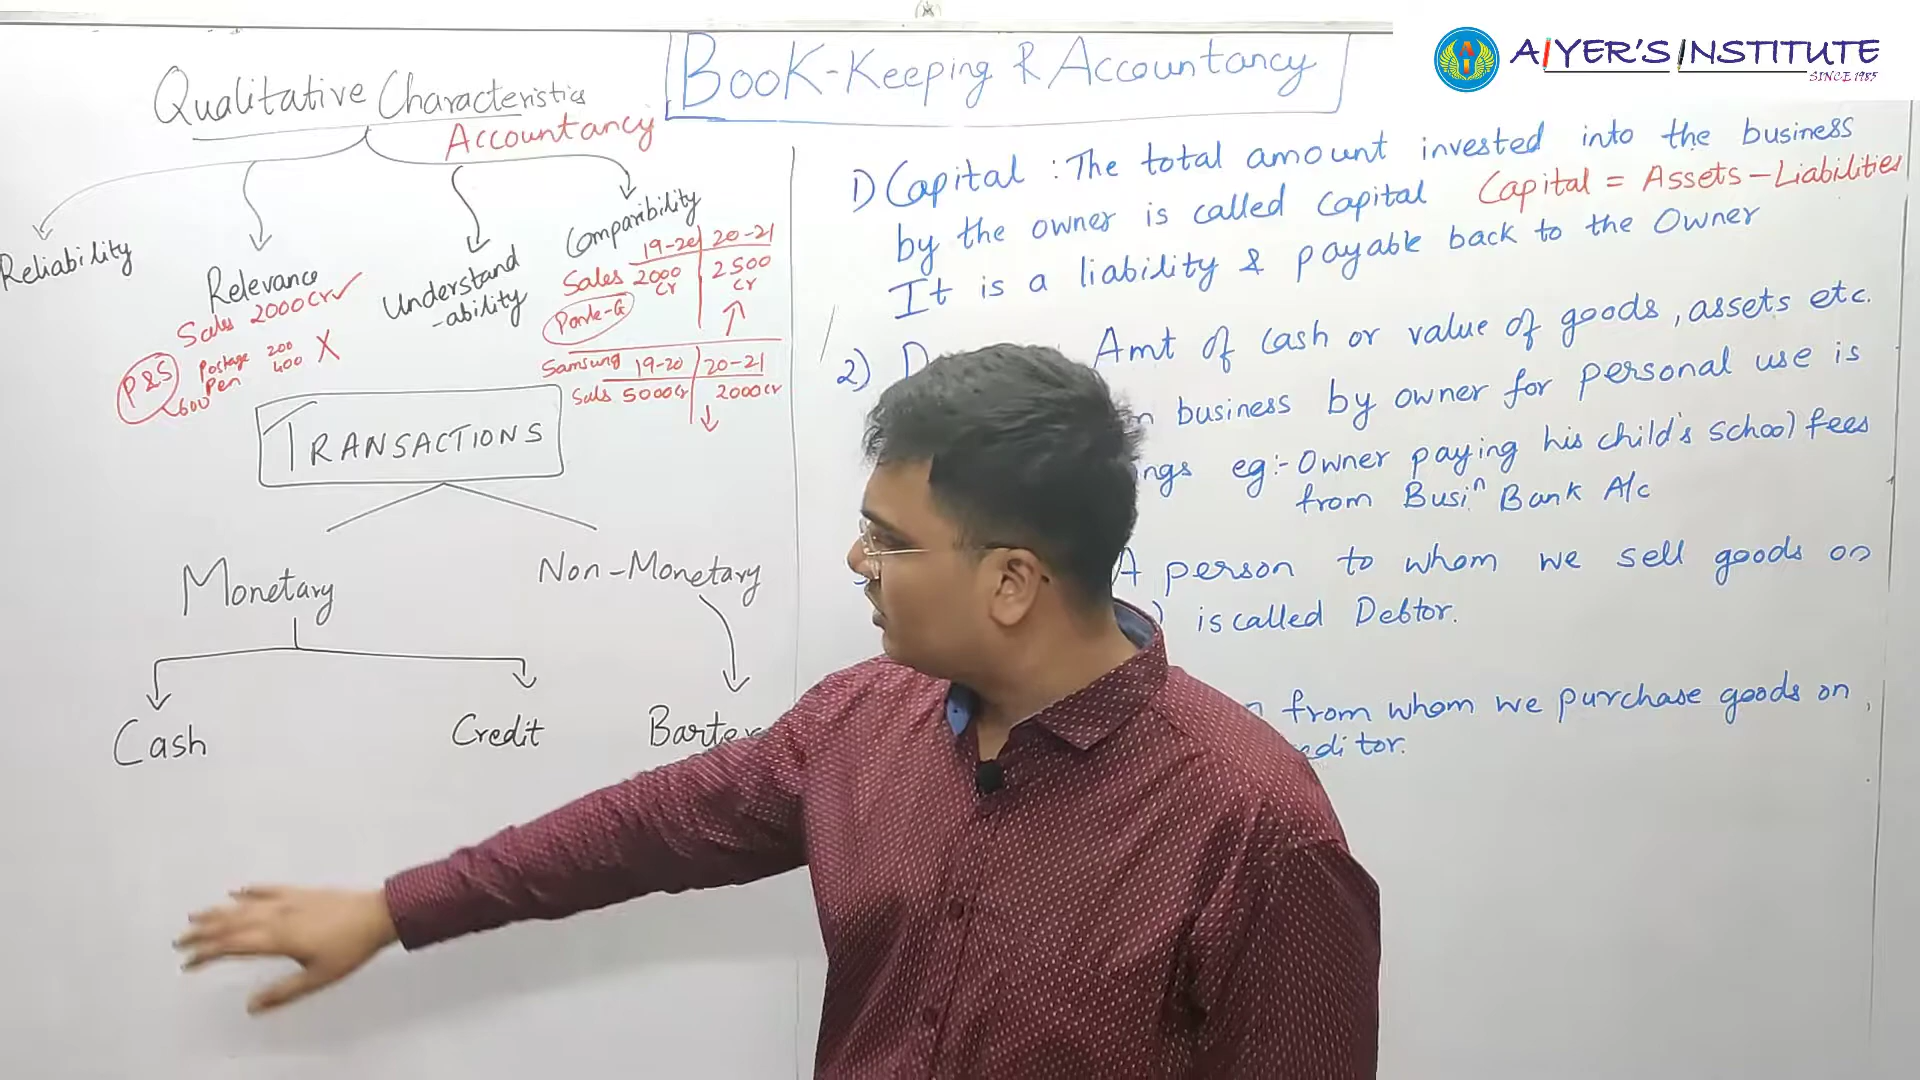 AIYER'S INSTITUTE
SINCE 1985
BooK-Keeping & Accountancy
Qualitative Characteristics
Accountancy
Reliability
Relevance
Sales 2000Cr ✓
Postage 200
Pen 400 X
P&S
600
Understand
-ability
Comparibility
19-20 20-21
Sales 2000 Cr 2500 Cr
Parle-G
Samsung 19-20 20-21
Sals 5000Cr 2000Cr
TRANSACTIONS
Monetary
Non-Monetary
Cash
Credit
Barter
1) Capital : The total amount invested into the business
by the owner is called capital Capital = Assets - Liabilities
It is a liability & payable back to the Owner
2) D Amt of cash or value of goods, assets etc.
business by owner for personal use is
ngs eg:- Owner paying his child's school fees
from Busiⁿ Bank A/c
A person to whom we sell goods on
) is called Debtor.
from whom we purchase goods on
editor.